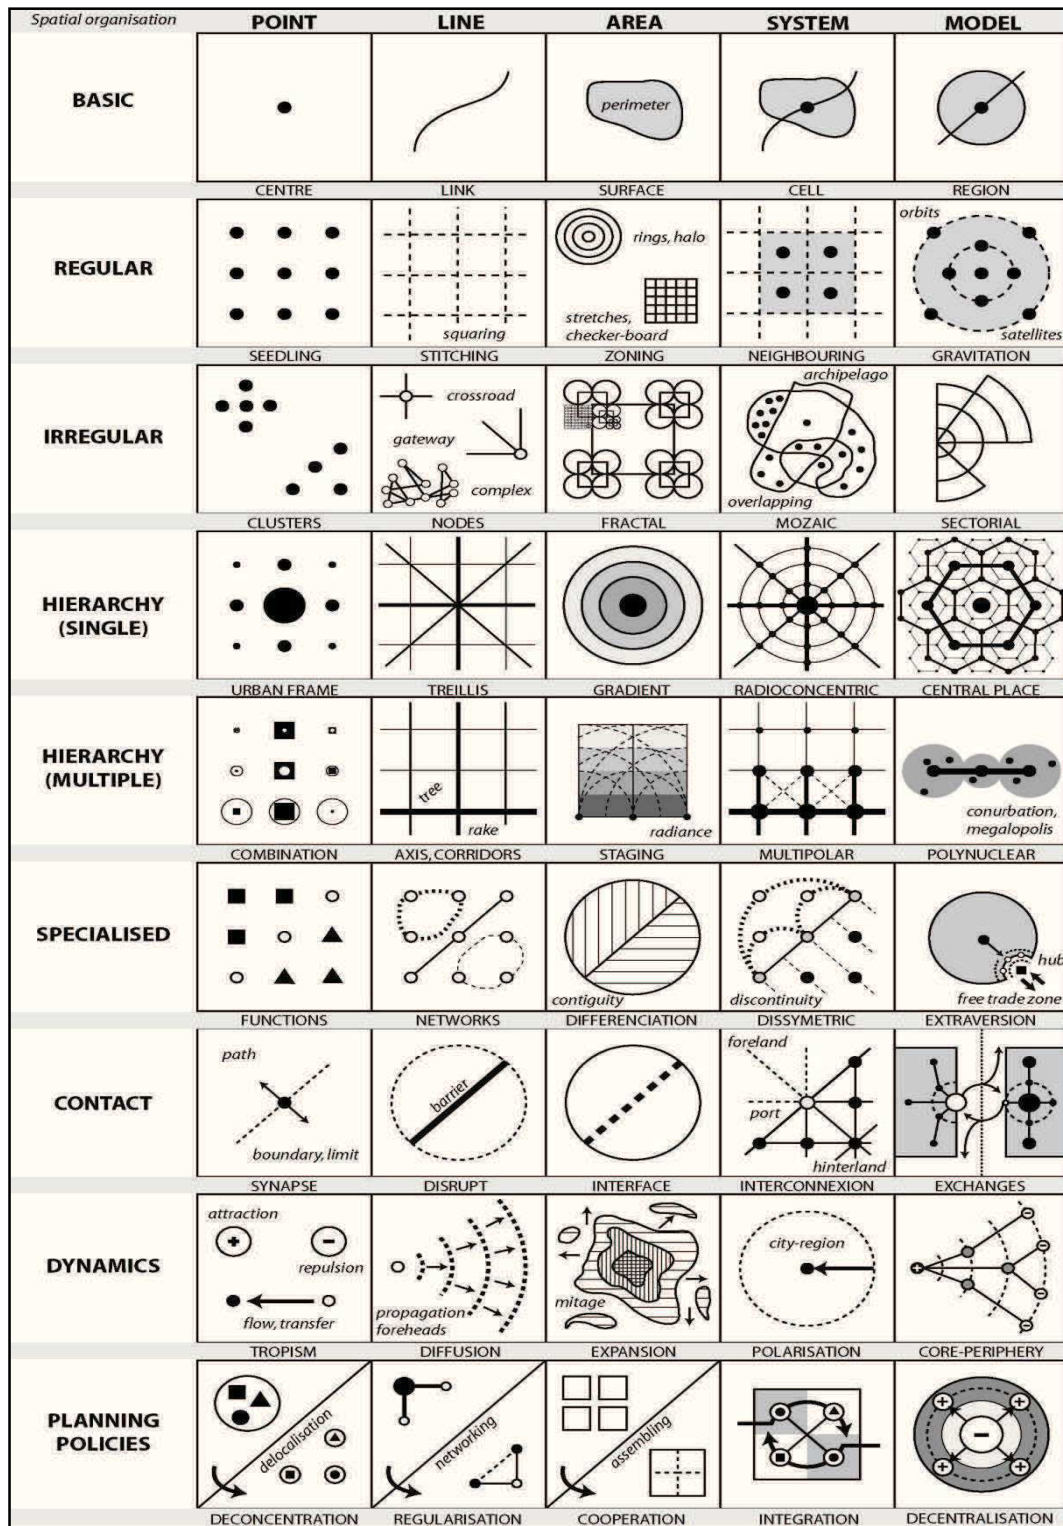 Spatial organisation
POINT
LINE
AREA
SYSTEM
MODEL
BASIC
perimeter
CENTRE
LINK
SURFACE
CELL
REGION
REGULAR
squaring
rings, halo
stretches,
checker-board
orbits
satellites
SEEDLING
STITCHING
ZONING
NEIGHBOURING
GRAVITATION
IRREGULAR
crossroad
gateway
complex
archipelago
overlapping
CLUSTERS
NODES
FRACTAL
MOZAIC
SECTORIAL
HIERARCHY
(SINGLE)
URBAN FRAME
TREILLIS
GRADIENT
RADIOCONCENTRIC
CENTRAL PLACE
HIERARCHY
(MULTIPLE)
tree
rake
radiance
conurbation,
megalopolis
COMBINATION
AXIS, CORRIDORS
STAGING
MULTIPOLAR
POLYNUCLEAR
SPECIALISED
contiguity
discontinuity
hub
free trade zone
FUNCTIONS
NETWORKS
DIFFERENCIATION
DISSYMETRIC
EXTRAVERSION
CONTACT
path
boundary, limit
barrier
foreland
port
hinterland
SYNAPSE
DISRUPT
INTERFACE
INTERCONNEXION
EXCHANGES
DYNAMICS
attraction
repulsion
flow, transfer
propagation
foreheads
mitage
city-region
TROPISM
DIFFUSION
EXPANSION
POLARISATION
CORE-PERIPHERY
PLANNING
POLICIES
delocalisation
networking
assembling
DECONCENTRATION
REGULARISATION
COOPERATION
INTEGRATION
DECENTRALISATION